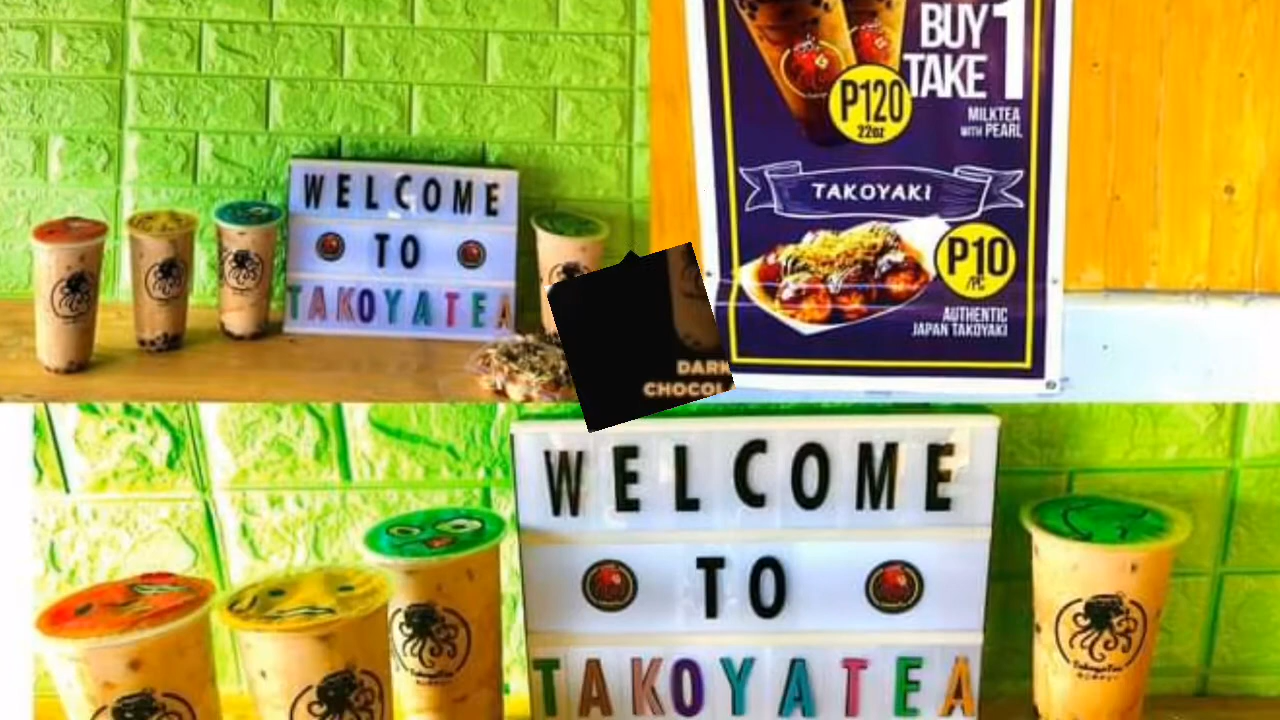 WELCOME
TO
TAKOYATEA
BUY 1
TAKE
P120
22oz
MILKTEA
WITH PEARL
TAKOYAKI
P10
/PC
AUTHENTIC
JAPAN TAKOYAKI
DARK
CHOCOL
WELCOME
TO
TAKOYATEA
TakoyaTea